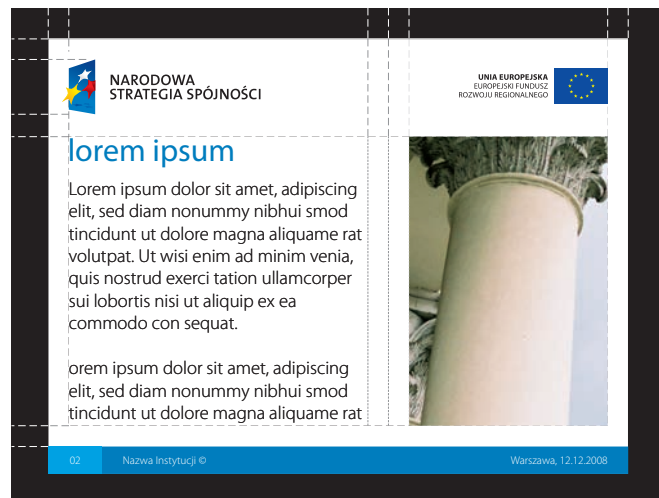 NARODOWA
STRATEGIA SPÓJNOŚCI
UNIA EUROPEJSKA
EUROPEJSKI FUNDUSZ
ROZWOJU REGIONALNEGO
lorem ipsum
Lorem ipsum dolor sit amet, adipiscing
elit, sed diam nonummy nibhui smod
tincidunt ut dolore magna aliquame rat
volutpat. Ut wisi enim ad minim venia,
quis nostrud exerci tation ullamcorper
sui lobortis nisi ut aliquip ex ea
commodo con sequat.
orem ipsum dolor sit amet, adipiscing
elit, sed diam nonummy nibhui smod
tincidunt ut dolore magna aliquame rat
02
Nazwa Instytucji ©
Warszawa, 12.12.2008